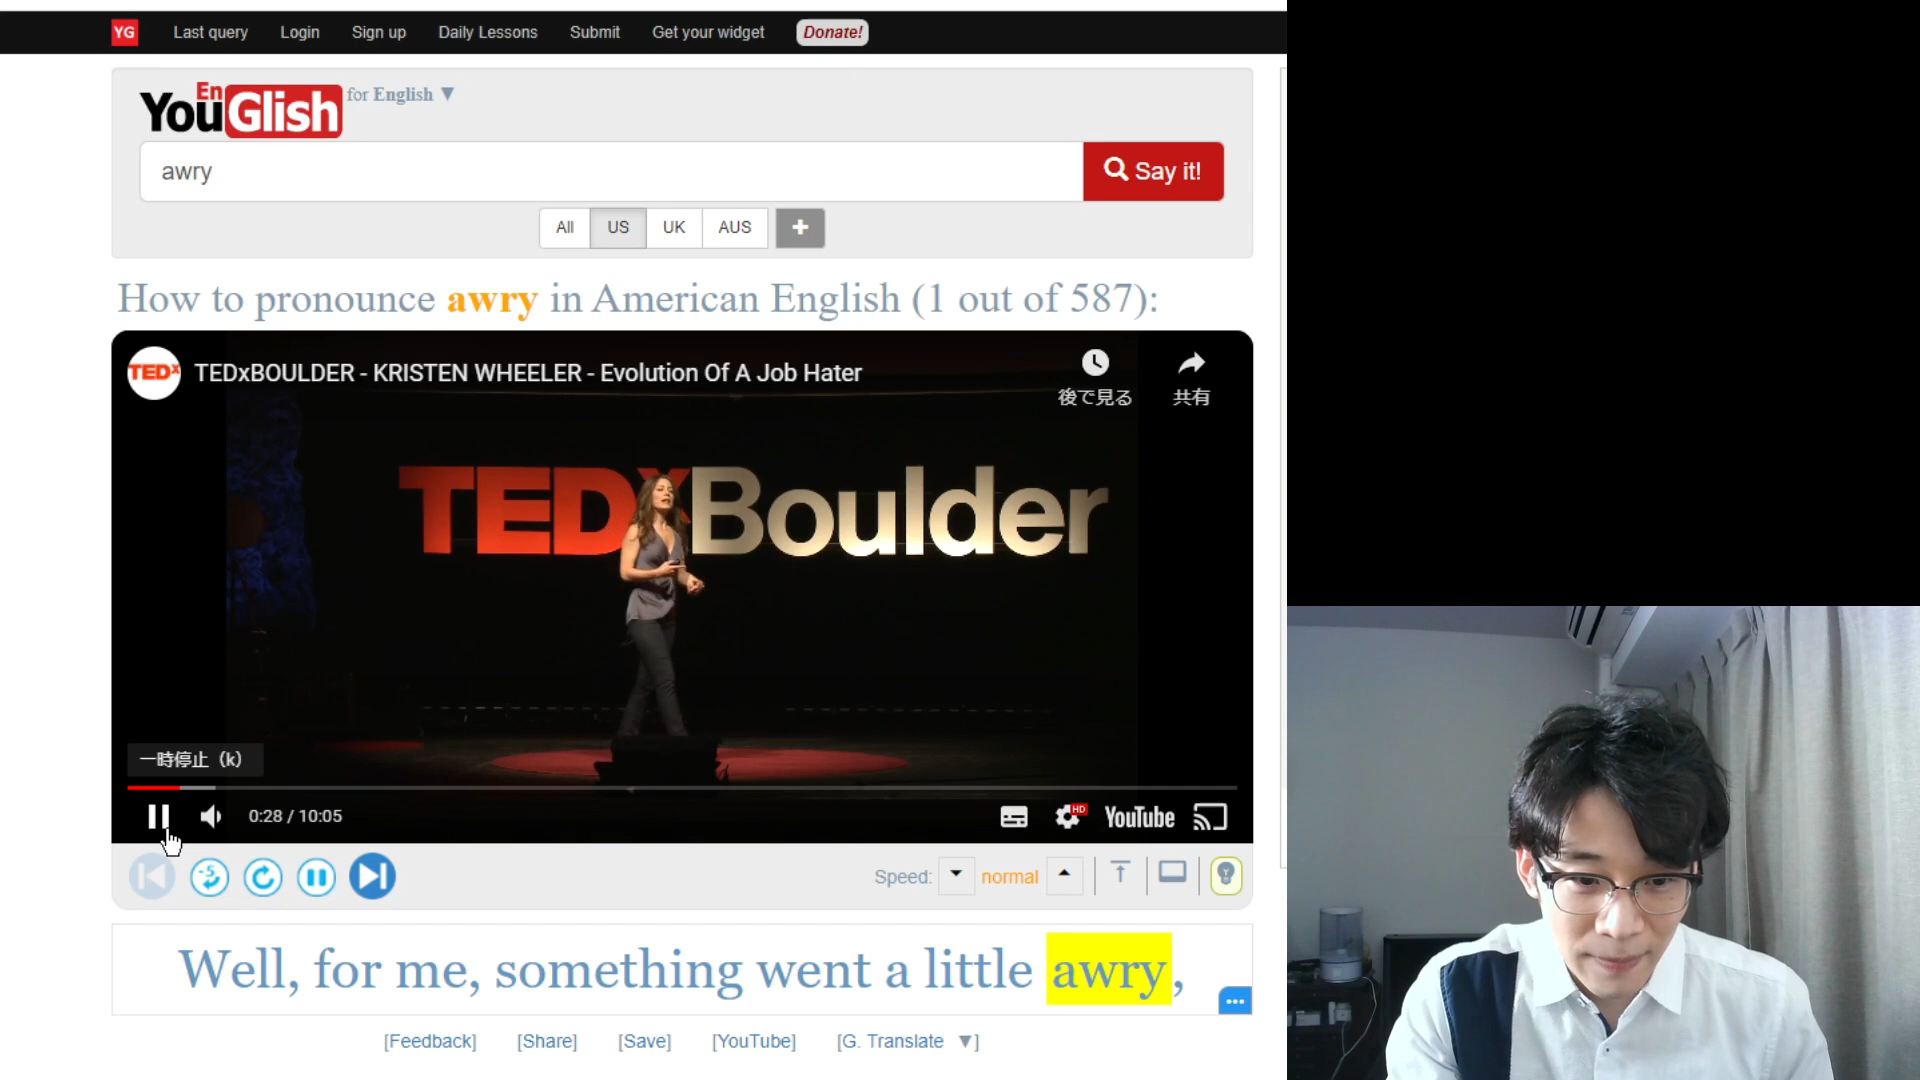 YG Last query Login Sign up Daily Lessons Submit Get your widget Donate!
YouEnGlish for English ▼
awry Say it!
All US UK AUS +
How to pronounce awry in American English (1 out of 587):
TEDx TEDxBOULDER - KRISTEN WHEELER - Evolution Of A Job Hater
後で見る 共有
TEDxBoulder
一時停止（k）
0:28 / 10:05 HD YouTube
-5 Speed: normal
Well, for me, something went a little awry,
[Feedback] [Share] [Save] [YouTube] [G. Translate ▼]